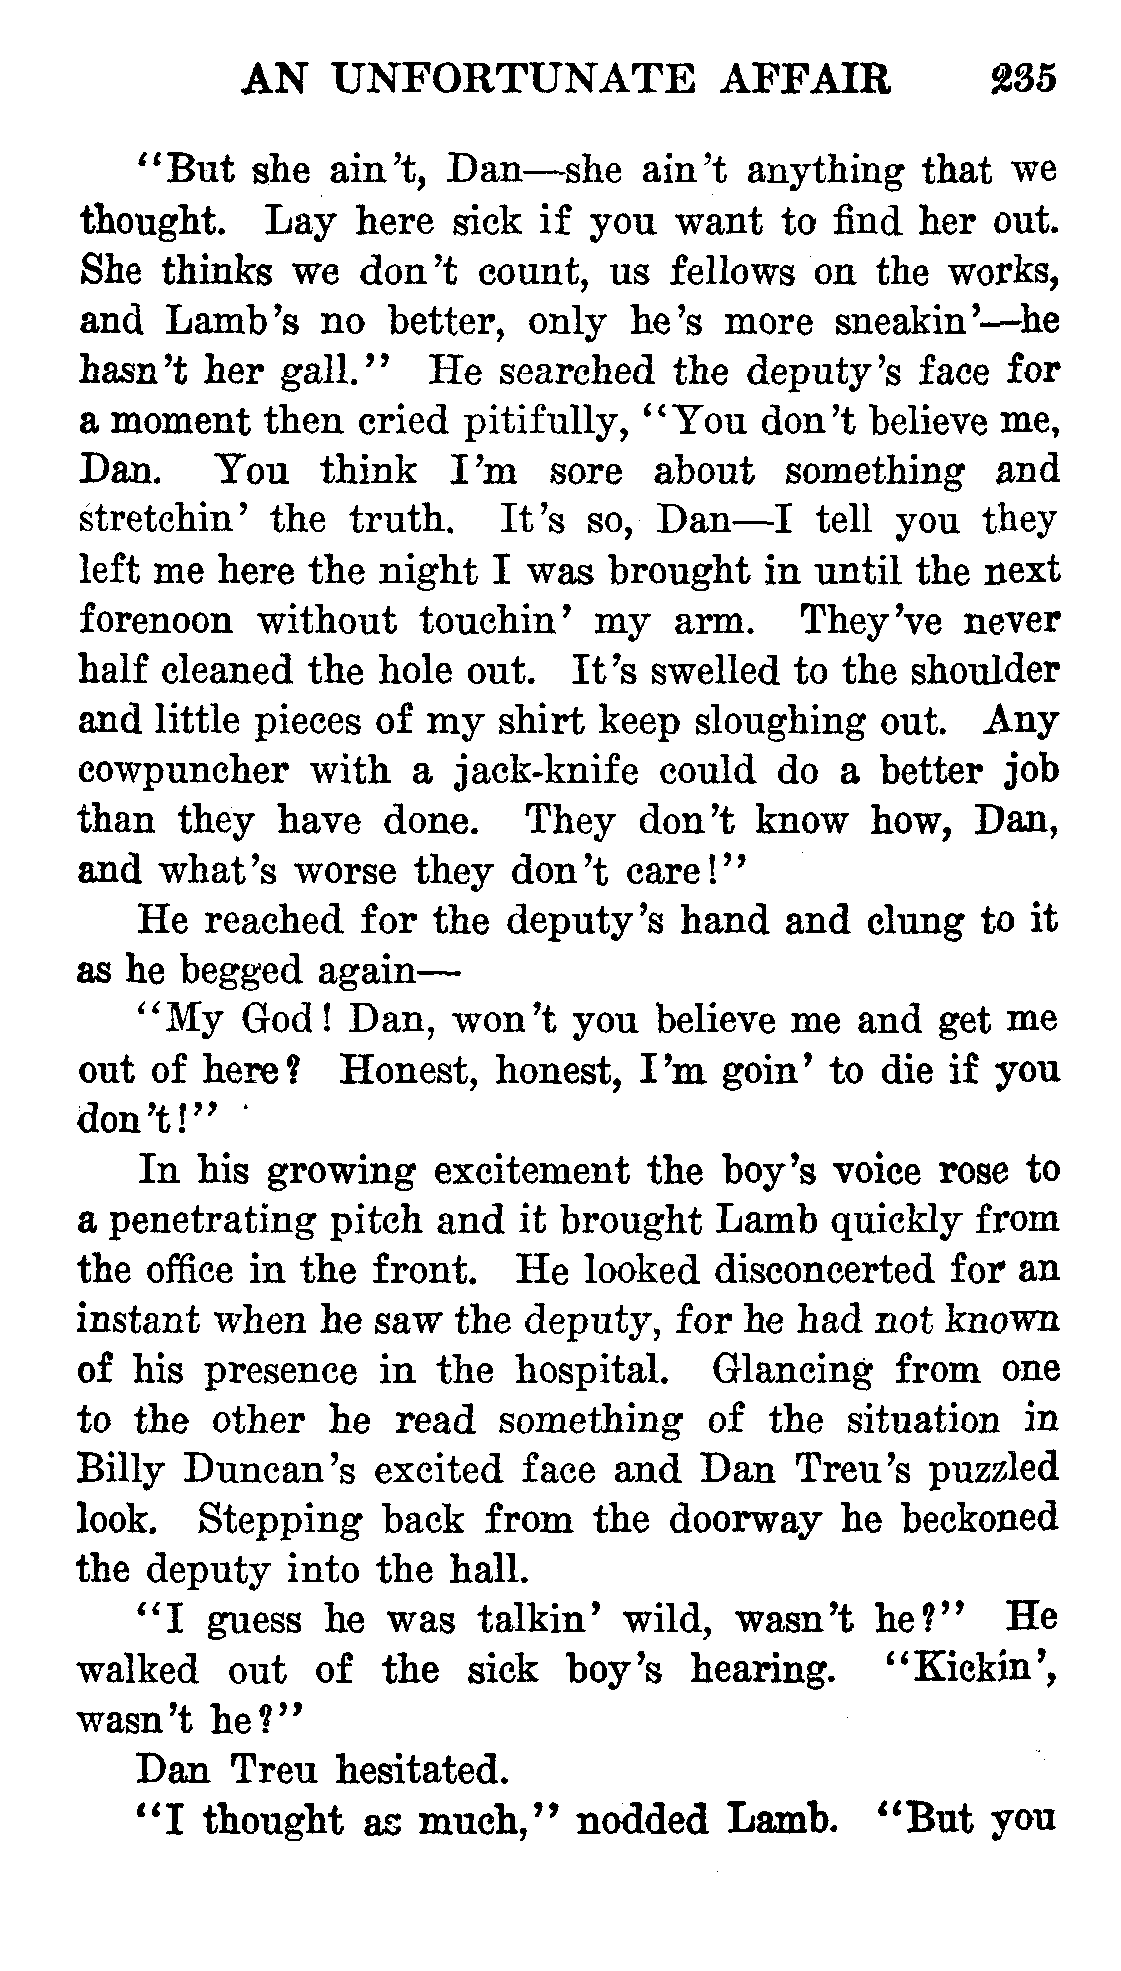 AN UNFORTUNATE AFFAIR 235
"But she ain't, Dan—she ain't anything that we
thought. Lay here sick if you want to find her out.
She thinks we don't count, us fellows on the works,
and Lamb's no better, only he's more sneakin'—he
hasn't her gall." He searched the deputy's face for
a moment then cried pitifully, "You don't believe me,
Dan. You think I'm sore about something and
stretchin' the truth. It's so, Dan—I tell you they
left me here the night I was brought in until the next
forenoon without touchin' my arm. They've never
half cleaned the hole out. It's swelled to the shoulder
and little pieces of my shirt keep sloughing out. Any
cowpuncher with a jack-knife could do a better job
than they have done. They don't know how, Dan,
and what's worse they don't care!"
He reached for the deputy's hand and clung to it
as he begged again—
"My God! Dan, won't you believe me and get me
out of here? Honest, honest, I'm goin' to die if you
don't!"
In his growing excitement the boy's voice rose to
a penetrating pitch and it brought Lamb quickly from
the office in the front. He looked disconcerted for an
instant when he saw the deputy, for he had not known
of his presence in the hospital. Glancing from one
to the other he read something of the situation in
Billy Duncan's excited face and Dan Treu's puzzled
look. Stepping back from the doorway he beckoned
the deputy into the hall.
"I guess he was talkin' wild, wasn't he?" He
walked out of the sick boy's hearing. "Kickin',
wasn't he?"
Dan Treu hesitated.
"I thought as much," nodded Lamb. "But you